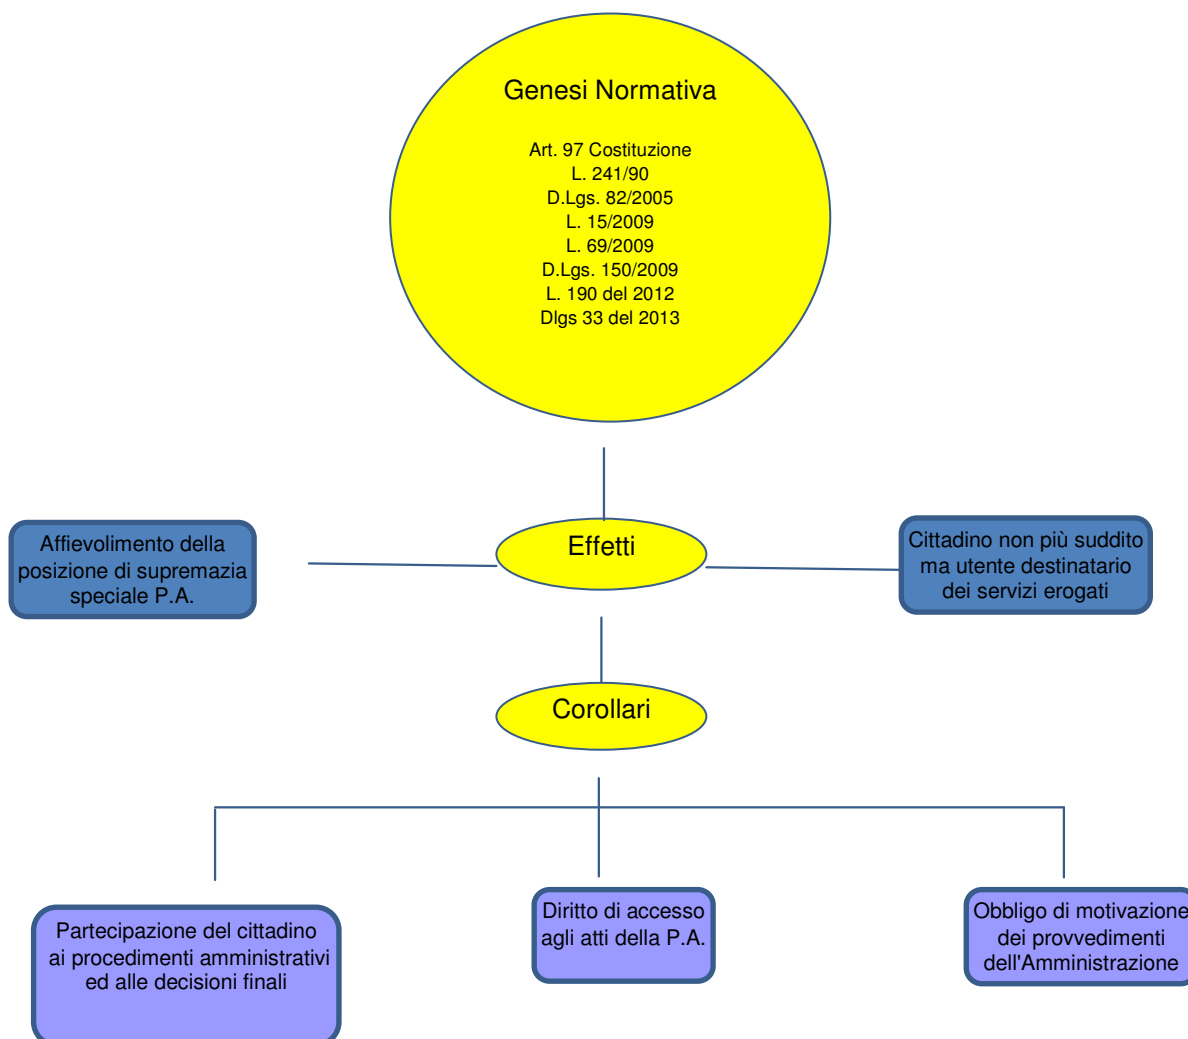 Genesi Normativa
Art. 97 Costituzione
L. 241/90
D.Lgs. 82/2005
L. 15/2009
L. 69/2009
D.Lgs. 150/2009
L. 190 del 2012
Dlgs 33 del 2013
Affievolimento della
posizione di supremazia
speciale P.A.
Effetti
Cittadino non più suddito
ma utente destinatario
dei servizi erogati
Corollari
Partecipazione del cittadino
ai procedimenti amministrativi
ed alle decisioni finali
Diritto di accesso
agli atti della P.A.
Obbligo di motivazione
dei provvedimenti
dell'Amministrazione